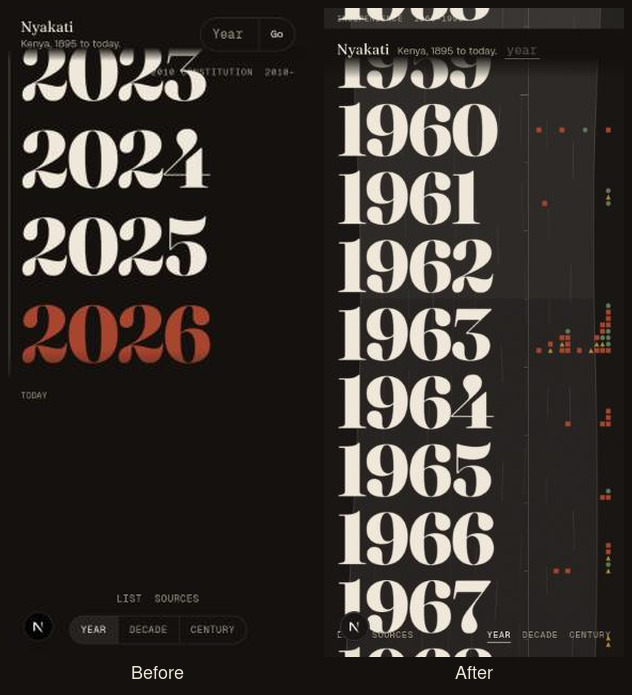 Nyakati
Kenya, 1895 to today.
Year
Go
2023
2010 CONSTITUTION 2010-
2024
2025
2026
TODAY
LIST SOURCES
N
YEAR DECADE CENTURY
Before
Nyakati Kenya, 1895 to today. year
1959
1960
1961
1962
1963
1964
1965
1966
1967
N
SOURCES
YEAR DECADE CENTURY
After